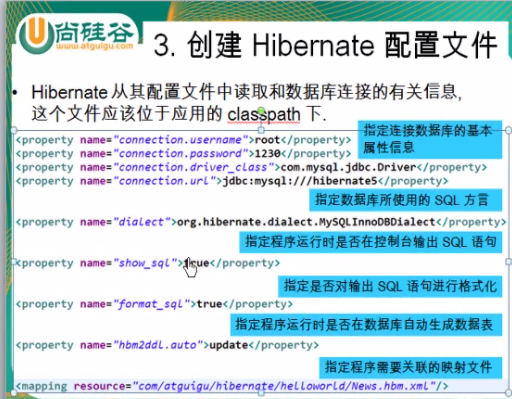 尚硅谷
www.atguigu.com
3. 创建 Hibernate 配置文件
• Hibernate 从其配置文件中读取和数据库连接的有关信息,
这个文件应该位于应用的 classpath 下.
指定连接数据库的基本
属性信息
<property name="connection.username">root</property>
<property name="connection.password">1230</property>
<property name="connection.driver_class">com.mysql.jdbc.Driver</property>
<property name="connection.url">jdbc:mysql:///hibernate5</property>
指定数据库所使用的 SQL 方言
<property name="dialect">org.hibernate.dialect.MySQLInnoDBDialect</property>
指定程序运行时是否在控制台输出 SQL 语句
<property name="show_sql">true</property>
指定是否对输出 SQL 语句进行格式化
<property name="format_sql">true</property>
指定程序运行时是否在数据库自动生成数据表
<property name="hbm2ddl.auto">update</property>
指定程序需要关联的映射文件
<mapping resource="com/atguigu/hibernate/helloworld/News.hbm.xml"/>